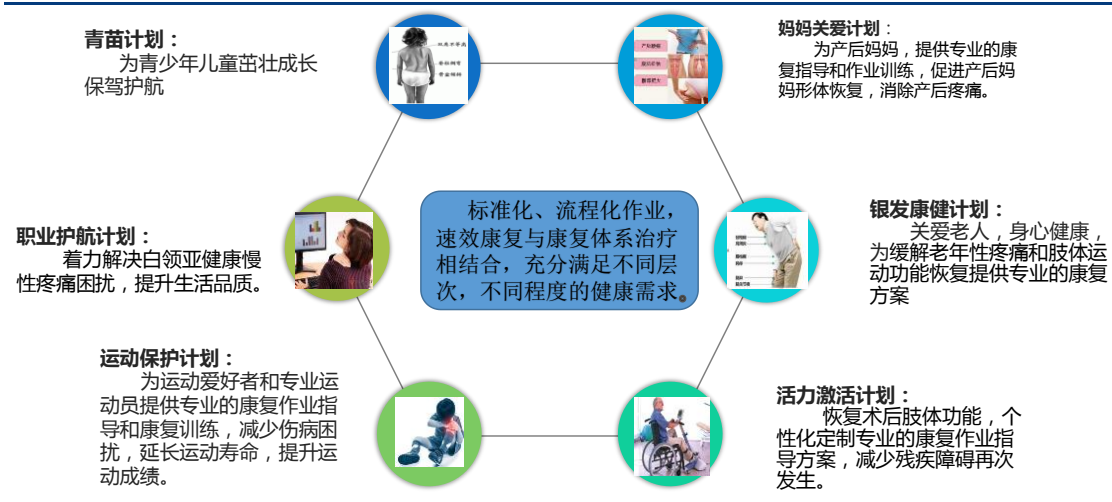 青苗计划：
为青少年儿童茁壮成长
保驾护航
妈妈关爱计划：
为产后妈妈，提供专业的康
复指导和作业训练，促进产后妈
妈形体恢复，消除产后疼痛。
职业护航计划：
着力解决白领亚健康慢
性疼痛困扰，提升生活品质。
标准化、流程化作业，
速效康复与康复体系治疗
相结合，充分满足不同层
次，不同程度的健康需求。
银发康健计划：
关爱老人，身心健康，
为缓解老年性疼痛和肢体运
动功能恢复提供专业的康复
方案
运动保护计划：
为运动爱好者和专业运
动员提供专业的康复作业指
导和康复训练，减少伤病困
扰，延长运动寿命，提升运
动成绩。
活力激活计划：
恢复术后肢体功能，个
性化定制专业的康复作业指
导方案，减少残疾障碍再次
发生。